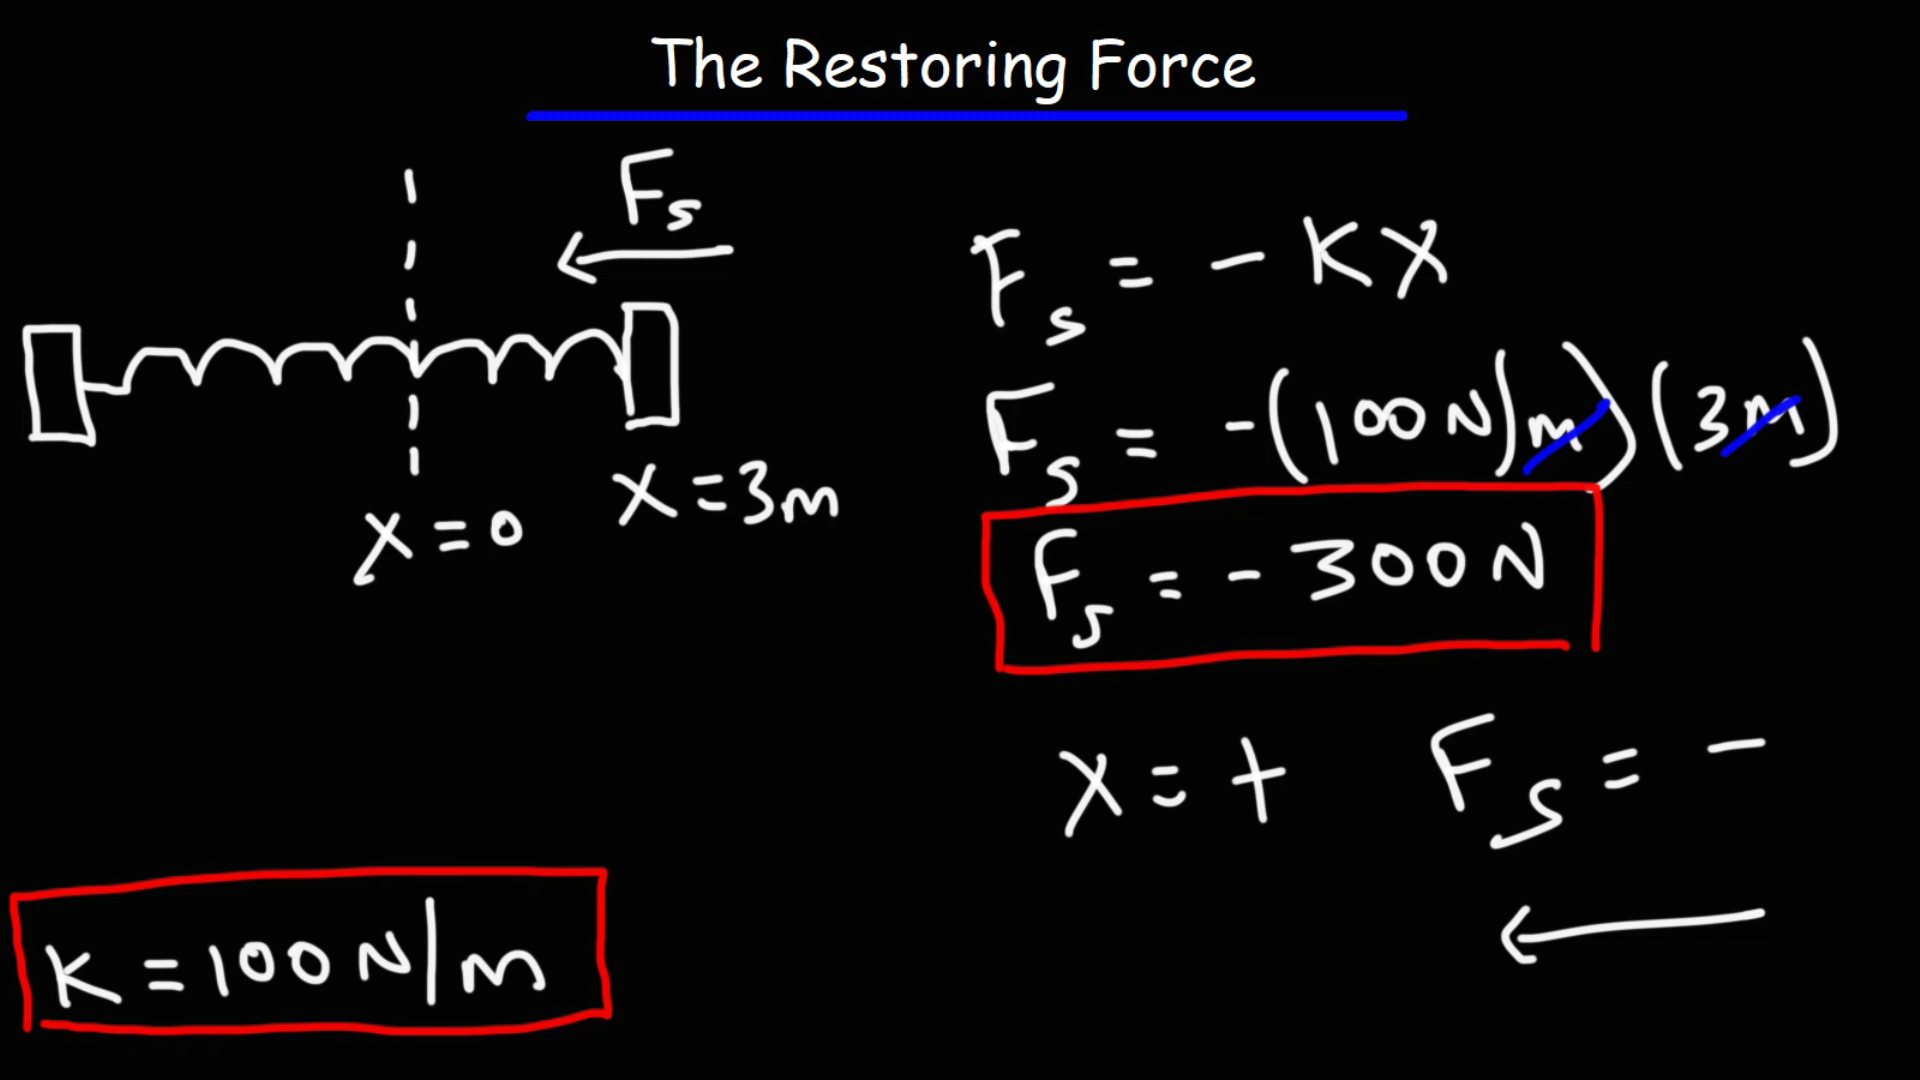 The Restoring Force
Fs
x = 0
x = 3m
Fs = - Kx
Fs = -(100 N/m)(3m)
Fs = - 300 N
x = +
Fs = -
K = 100 N/m